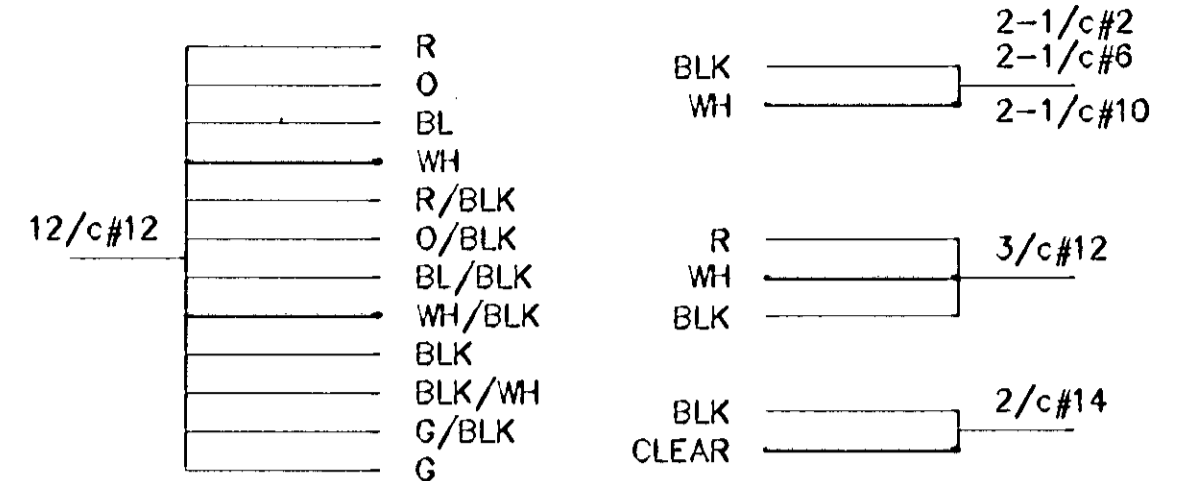 12/c#12
R
O
BL
WH
R/BLK
O/BLK
BL/BLK
WH/BLK
BLK
BLK/WH
G/BLK
G
BLK
WH
2-1/c#2
2-1/c#6
2-1/c#10
R
WH
BLK
3/c#12
BLK
CLEAR
2/c#14